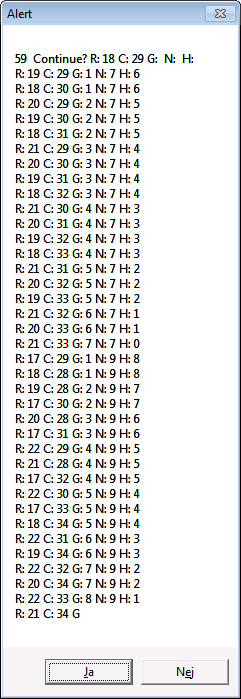 Alert
59 Continue? R: 18 C: 29 G: N: H:
R: 19 C: 29 G: 1 N: 7 H: 6
R: 18 C: 30 G: 1 N: 7 H: 6
R: 20 C: 29 G: 2 N: 7 H: 5
R: 19 C: 30 G: 2 N: 7 H: 5
R: 18 C: 31 G: 2 N: 7 H: 5
R: 21 C: 29 G: 3 N: 7 H: 4
R: 20 C: 30 G: 3 N: 7 H: 4
R: 19 C: 31 G: 3 N: 7 H: 4
R: 18 C: 32 G: 3 N: 7 H: 4
R: 21 C: 30 G: 4 N: 7 H: 3
R: 20 C: 31 G: 4 N: 7 H: 3
R: 19 C: 32 G: 4 N: 7 H: 3
R: 18 C: 33 G: 4 N: 7 H: 3
R: 21 C: 31 G: 5 N: 7 H: 2
R: 20 C: 32 G: 5 N: 7 H: 2
R: 19 C: 33 G: 5 N: 7 H: 2
R: 21 C: 32 G: 6 N: 7 H: 1
R: 20 C: 33 G: 6 N: 7 H: 1
R: 21 C: 33 G: 7 N: 7 H: 0
R: 17 C: 29 G: 1 N: 9 H: 8
R: 18 C: 28 G: 1 N: 9 H: 8
R: 19 C: 28 G: 2 N: 9 H: 7
R: 17 C: 30 G: 2 N: 9 H: 7
R: 20 C: 28 G: 3 N: 9 H: 6
R: 17 C: 31 G: 3 N: 9 H: 6
R: 22 C: 29 G: 4 N: 9 H: 5
R: 21 C: 28 G: 4 N: 9 H: 5
R: 17 C: 32 G: 4 N: 9 H: 5
R: 22 C: 30 G: 5 N: 9 H: 4
R: 17 C: 33 G: 5 N: 9 H: 4
R: 18 C: 34 G: 5 N: 9 H: 4
R: 22 C: 31 G: 6 N: 9 H: 3
R: 19 C: 34 G: 6 N: 9 H: 3
R: 22 C: 32 G: 7 N: 9 H: 2
R: 20 C: 34 G: 7 N: 9 H: 2
R: 22 C: 33 G: 8 N: 9 H: 1
R: 21 C: 34 G
Ja
Nej